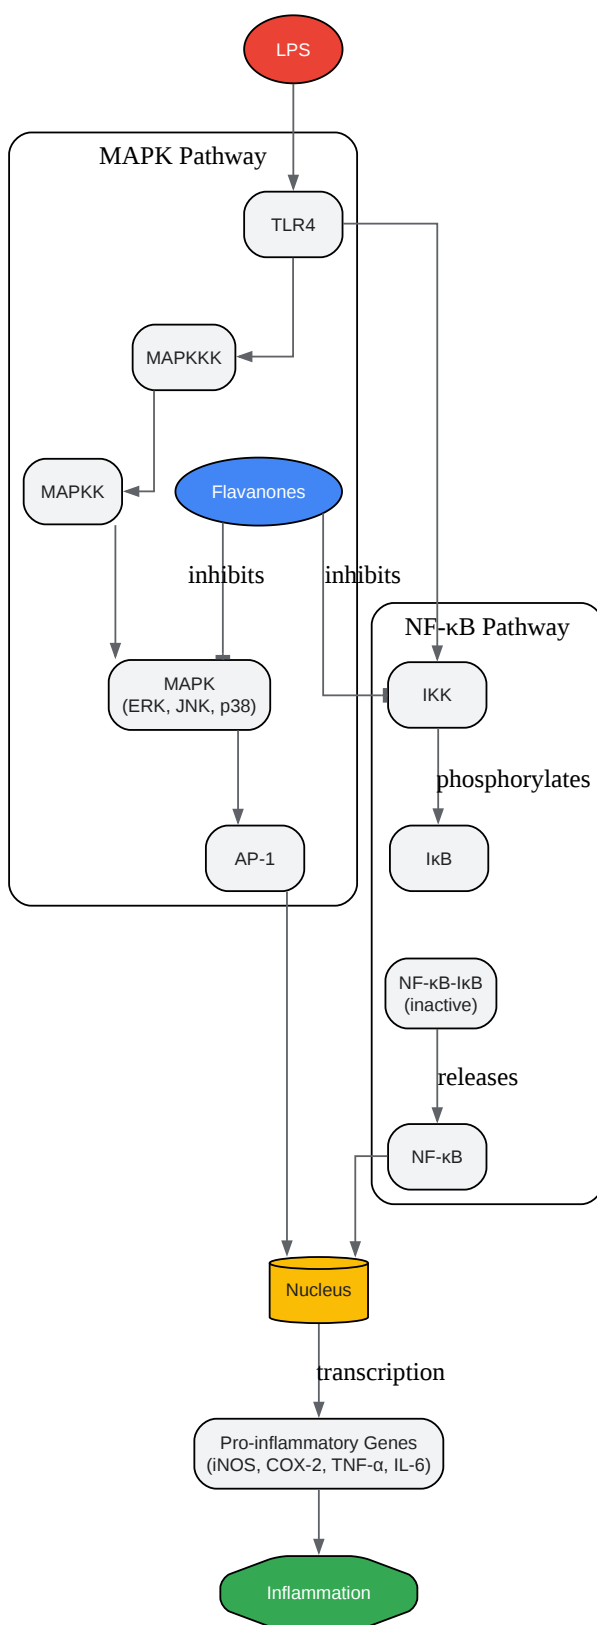 LPS
MAPK Pathway
TLR4
MAPKKK
MAPKK
Flavanones
inhibits
inhibits
NF-κB Pathway
MAPK
(ERK, JNK, p38)
IKK
phosphorylates
AP-1
IκB
NF-κB-IκB
(inactive)
releases
NF-κB
Nucleus
transcription
Pro-inflammatory Genes
(iNOS, COX-2, TNF-α, IL-6)
Inflammation